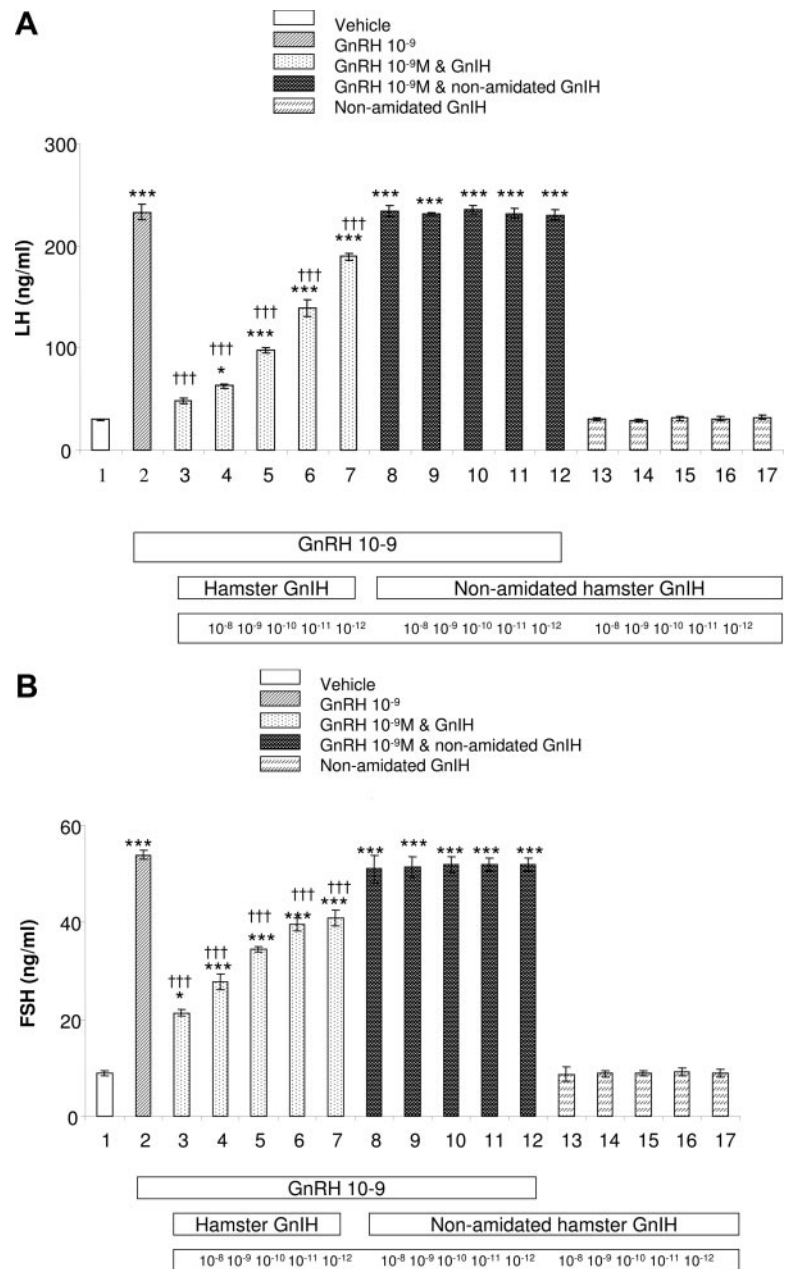 A
Vehicle
GnRH 10⁻⁹
GnRH 10⁻⁹M & GnIH
GnRH 10⁻⁹M & non-amidated GnIH
Non-amidated GnIH
300
200
100
0
LH (ng/ml)
***
†††
†††
*
†††
***
†††
***
†††
***
*** *** *** *** ***
1 2 3 4 5 6 7 8 9 10 11 12 13 14 15 16 17
GnRH 10-9
Hamster GnIH Non-amidated hamster GnIH
10⁻⁸ 10⁻⁹ 10⁻¹⁰ 10⁻¹¹ 10⁻¹² 10⁻⁸ 10⁻⁹ 10⁻¹⁰ 10⁻¹¹ 10⁻¹² 10⁻⁸ 10⁻⁹ 10⁻¹⁰ 10⁻¹¹ 10⁻¹²
B
Vehicle
GnRH 10⁻⁹
GnRH 10⁻⁹M & GnIH
GnRH 10⁻⁹M & non-amidated GnIH
Non-amidated GnIH
60
40
20
0
FSH (ng/ml)
***
†††
*
†††
***
†††
***
†††
***
†††
***
*** *** *** *** ***
1 2 3 4 5 6 7 8 9 10 11 12 13 14 15 16 17
GnRH 10-9
Hamster GnIH Non-amidated hamster GnIH
10⁻⁸ 10⁻⁹ 10⁻¹⁰ 10⁻¹¹ 10⁻¹² 10⁻⁸ 10⁻⁹ 10⁻¹⁰ 10⁻¹¹ 10⁻¹² 10⁻⁸ 10⁻⁹ 10⁻¹⁰ 10⁻¹¹ 10⁻¹²